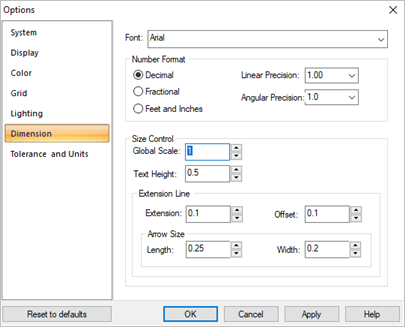 Options
System
Display
Color
Grid
Lighting
Dimension
Tolerance and Units
Font: Arial
Number Format
Decimal
Fractional
Feet and Inches
Linear Precision: 1.00
Angular Precision: 1.0
Size Control
Global Scale: 1
Text Height: 0.5
Extension Line
Extension: 0.1 Offset: 0.1
Arrow Size
Length: 0.25 Width: 0.2
Reset to defaults OK Cancel Apply Help